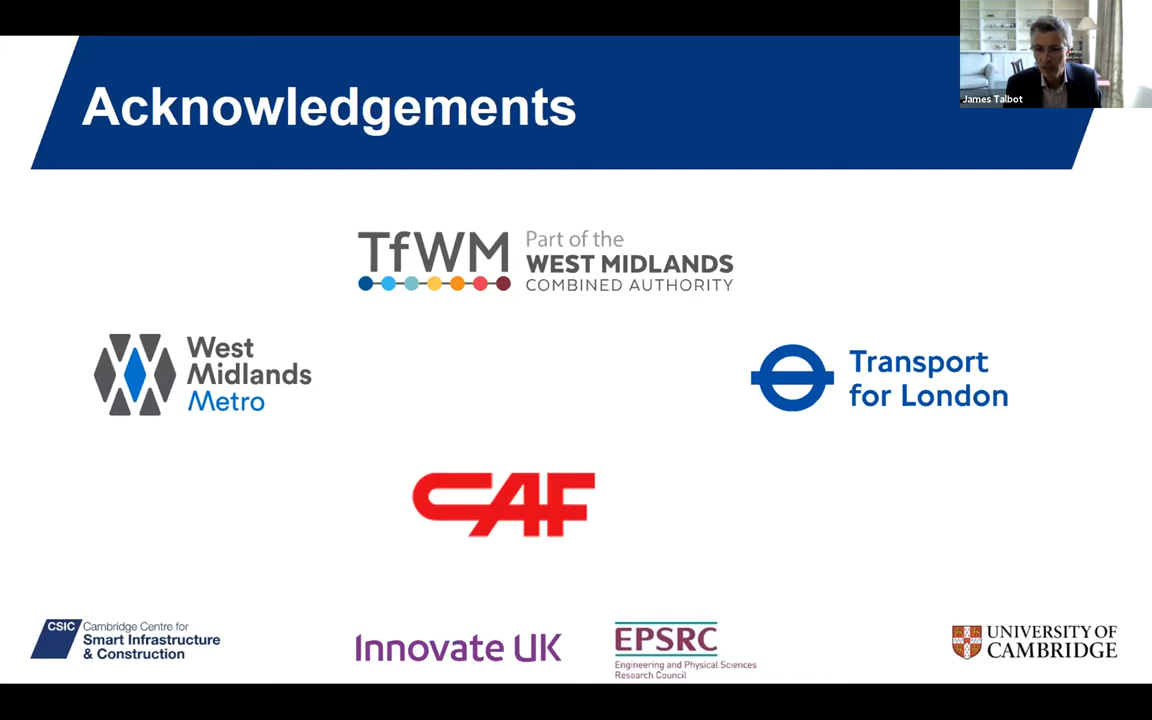 Acknowledgements
James Talbot
TfWM
Part of the
WEST MIDLANDS
COMBINED AUTHORITY
West
Midlands
Metro
Transport
for London
CAF
CSIC
Cambridge Centre for
Smart Infrastructure
& Construction
Innovate UK
EPSRC
Engineering and Physical Sciences
Research Council
UNIVERSITY OF
CAMBRIDGE